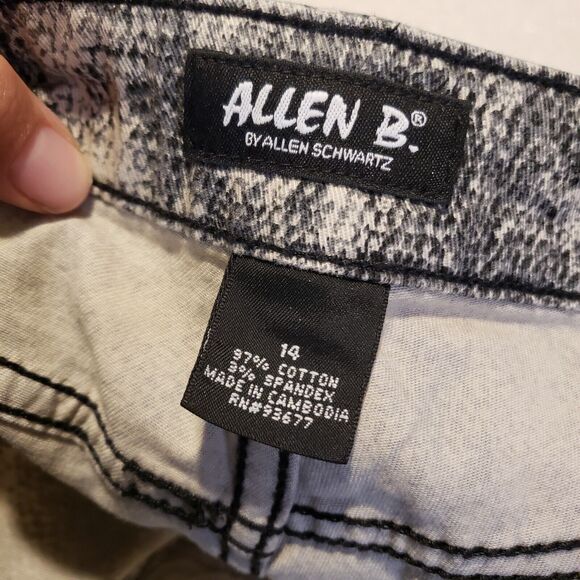 ALLEN B.®
BY ALLEN SCHWARTZ
14
97% COTTON
3% SPANDEX
MADE IN CAMBODIA
RN#93677